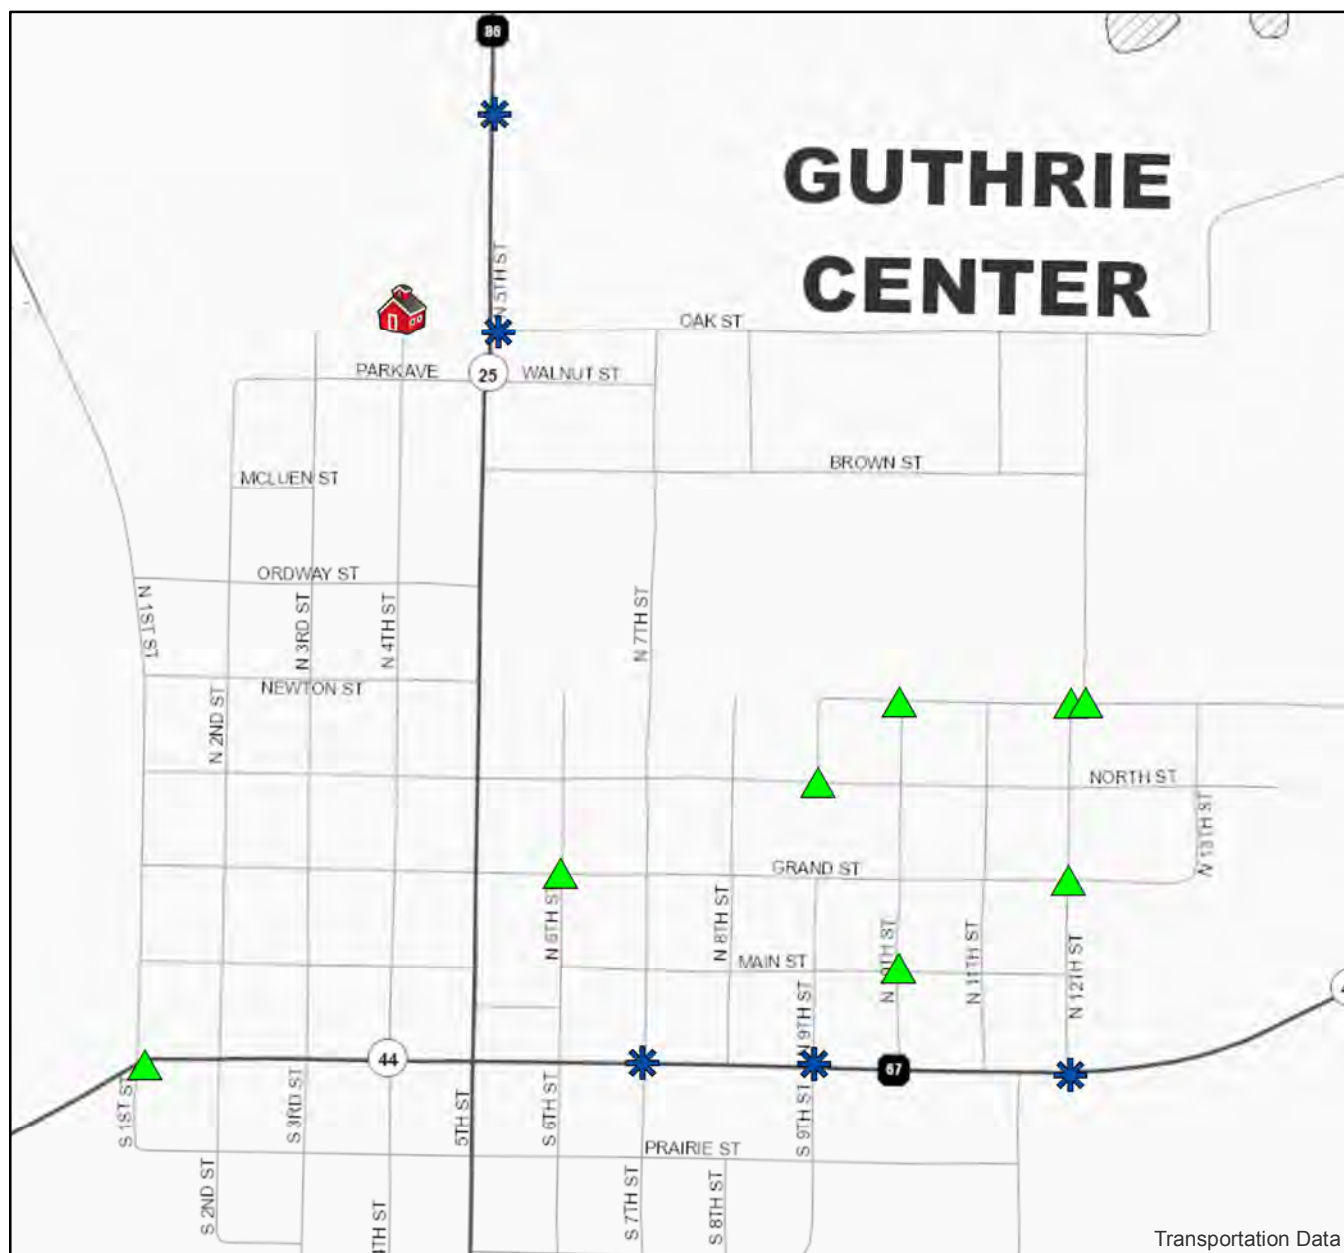 86
GUTHRIE
CENTER
N 5TH ST
OAK ST
PARK AVE
25
WALNUT ST
BROWN ST
MCLUEN ST
ORDWAY ST
N 1ST ST
N 3RD ST
N 4TH ST
N 7TH ST
NEWTON ST
N 2ND ST
NORTH ST
N 13TH ST
GRAND ST
N 6TH ST
N 8TH ST
MAIN ST
N 11TH ST
N 12TH ST
N 9TH ST
44
67
S 1ST ST
S 3RD ST
5TH ST
S 6TH ST
S 9TH ST
PRAIRIE ST
S 2ND ST
4TH ST
S 7TH ST
S 8TH ST
Transportation Data